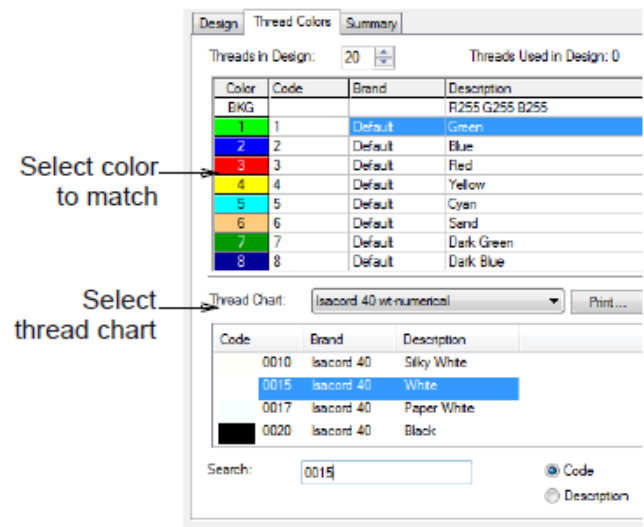 Design Thread Colors Summary
Threads in Design: 20 Threads Used in Design: 0
Color Code Brand Description
BKG R255 G255 B255
1 1 Default Green
2 2 Default Blue
Select color
to match
3 3 Default Red
4 4 Default Yellow
5 5 Default Cyan
6 6 Default Sand
7 7 Default Dark Green
8 8 Default Dark Blue
Select
thread chart
Thread Chart: Isacord 40 wt-numerical Print...
Code Brand Description
0010 Isacord 40 Silky White
0015 Isacord 40 White
0017 Isacord 40 Paper White
0020 Isacord 40 Black
Search: 0015 Code
Description